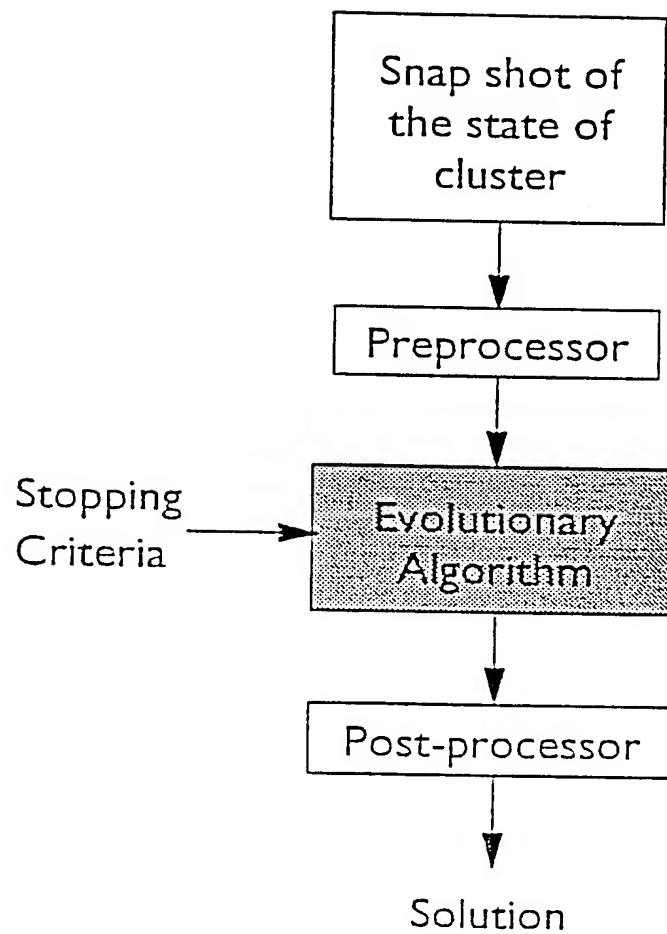 Snap shot of
the state of
cluster
Preprocessor
Stopping
Criteria
Evolutionary
Algorithm
Post-processor
Solution